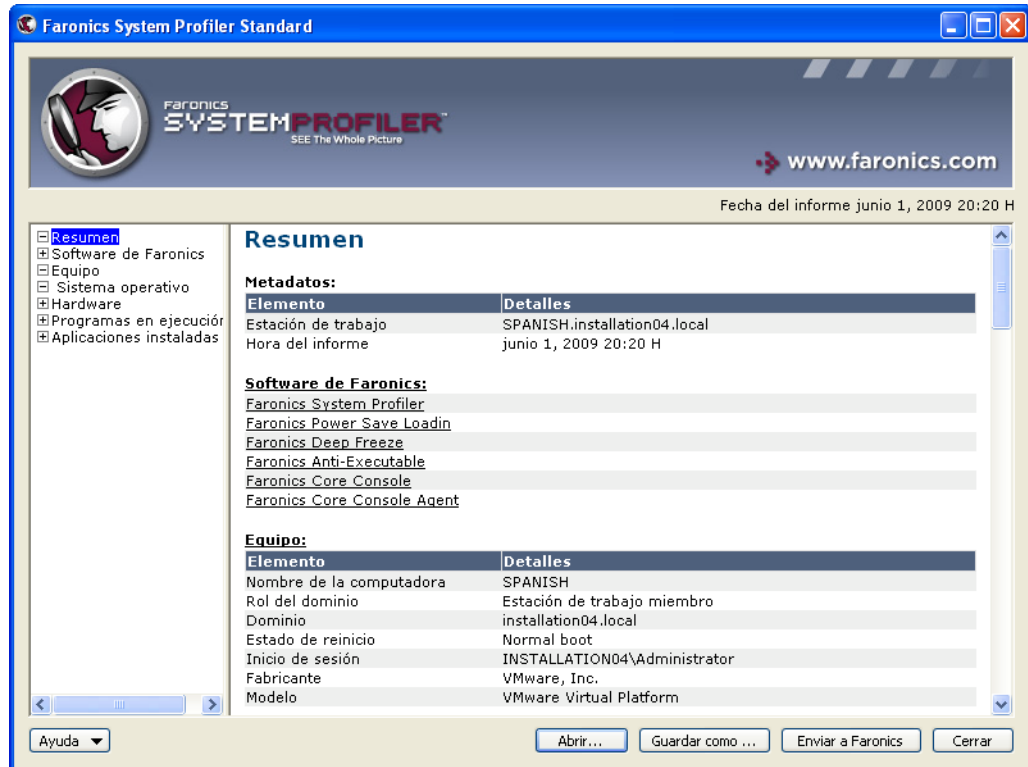 Faronics System Profiler Standard
Faronics
SYSTEMPROFILER™
SEE The Whole Picture
www.faronics.com
Fecha del informe junio 1, 2009 20:20 H
Resumen
Software de Faronics
Equipo
Sistema operativo
Hardware
Programas en ejecución
Aplicaciones instaladas
Resumen
Metadatos:
Elemento Detalles
Estación de trabajo SPANISH.installation04.local
Hora del informe junio 1, 2009 20:20 H
Software de Faronics:
Faronics System Profiler
Faronics Power Save Loadin
Faronics Deep Freeze
Faronics Anti-Executable
Faronics Core Console
Faronics Core Console Agent
Equipo:
Elemento Detalles
Nombre de la computadora SPANISH
Rol del dominio Estación de trabajo miembro
Dominio installation04.local
Estado de reinicio Normal boot
Inicio de sesión INSTALLATION04\Administrator
Fabricante VMware, Inc.
Modelo VMware Virtual Platform
Ayuda
Abrir...
Guardar como ...
Enviar a Faronics
Cerrar